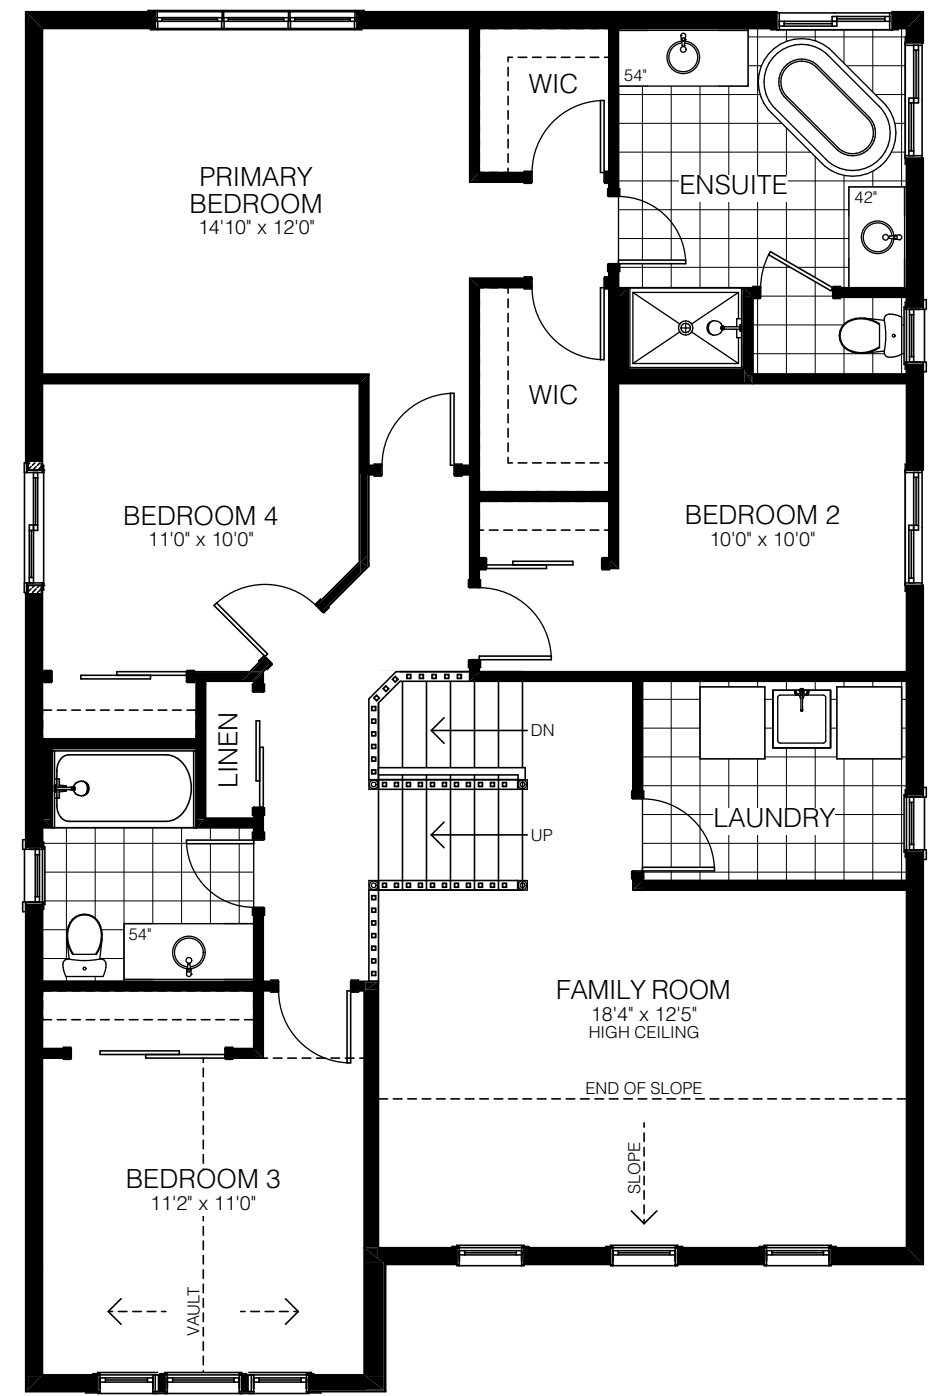 WIC
54"
PRIMARY
BEDROOM
14'10" x 12'0"
ENSUITE
42"
WIC
BEDROOM 4
11'0" x 10'0"
BEDROOM 2
10'0" x 10'0"
LINEN
DN
LAUNDRY
UP
54"
FAMILY ROOM
18'4" x 12'5"
HIGH CEILING
END OF SLOPE
SLOPE
BEDROOM 3
11'2" x 11'0"
VAULT